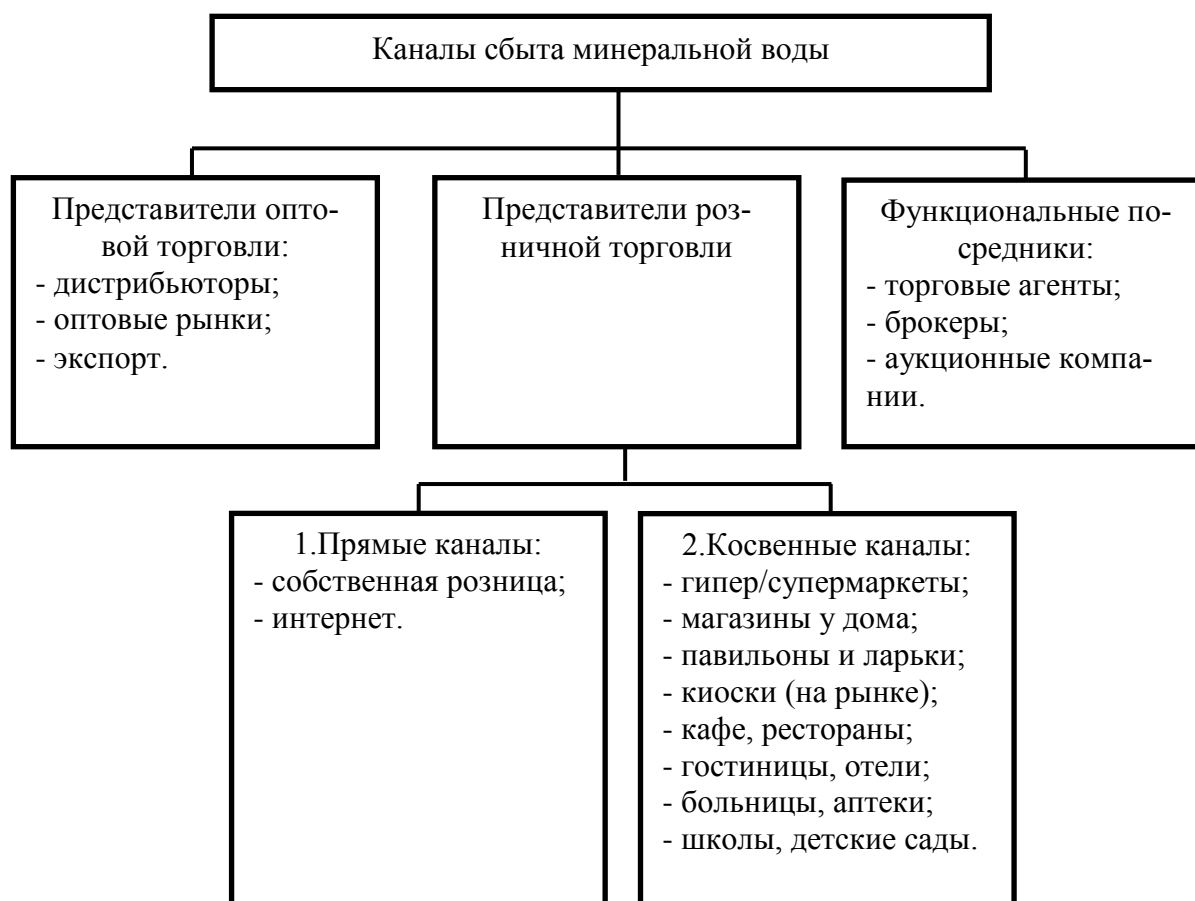 Каналы сбыта минеральной воды
Представители опто-
вой торговли:
- дистрибьюторы;
- оптовые рынки;
- экспорт.
Представители роз-
ничной торговли
Функциональные по-
средники:
- торговые агенты;
- брокеры;
- аукционные компа-
нии.
1.Прямые каналы:
- собственная розница;
- интернет.
2.Косвенные каналы:
- гипер/супермаркеты;
- магазины у дома;
- павильоны и ларьки;
- киоски (на рынке);
- кафе, рестораны;
- гостиницы, отели;
- больницы, аптеки;
- школы, детские сады.